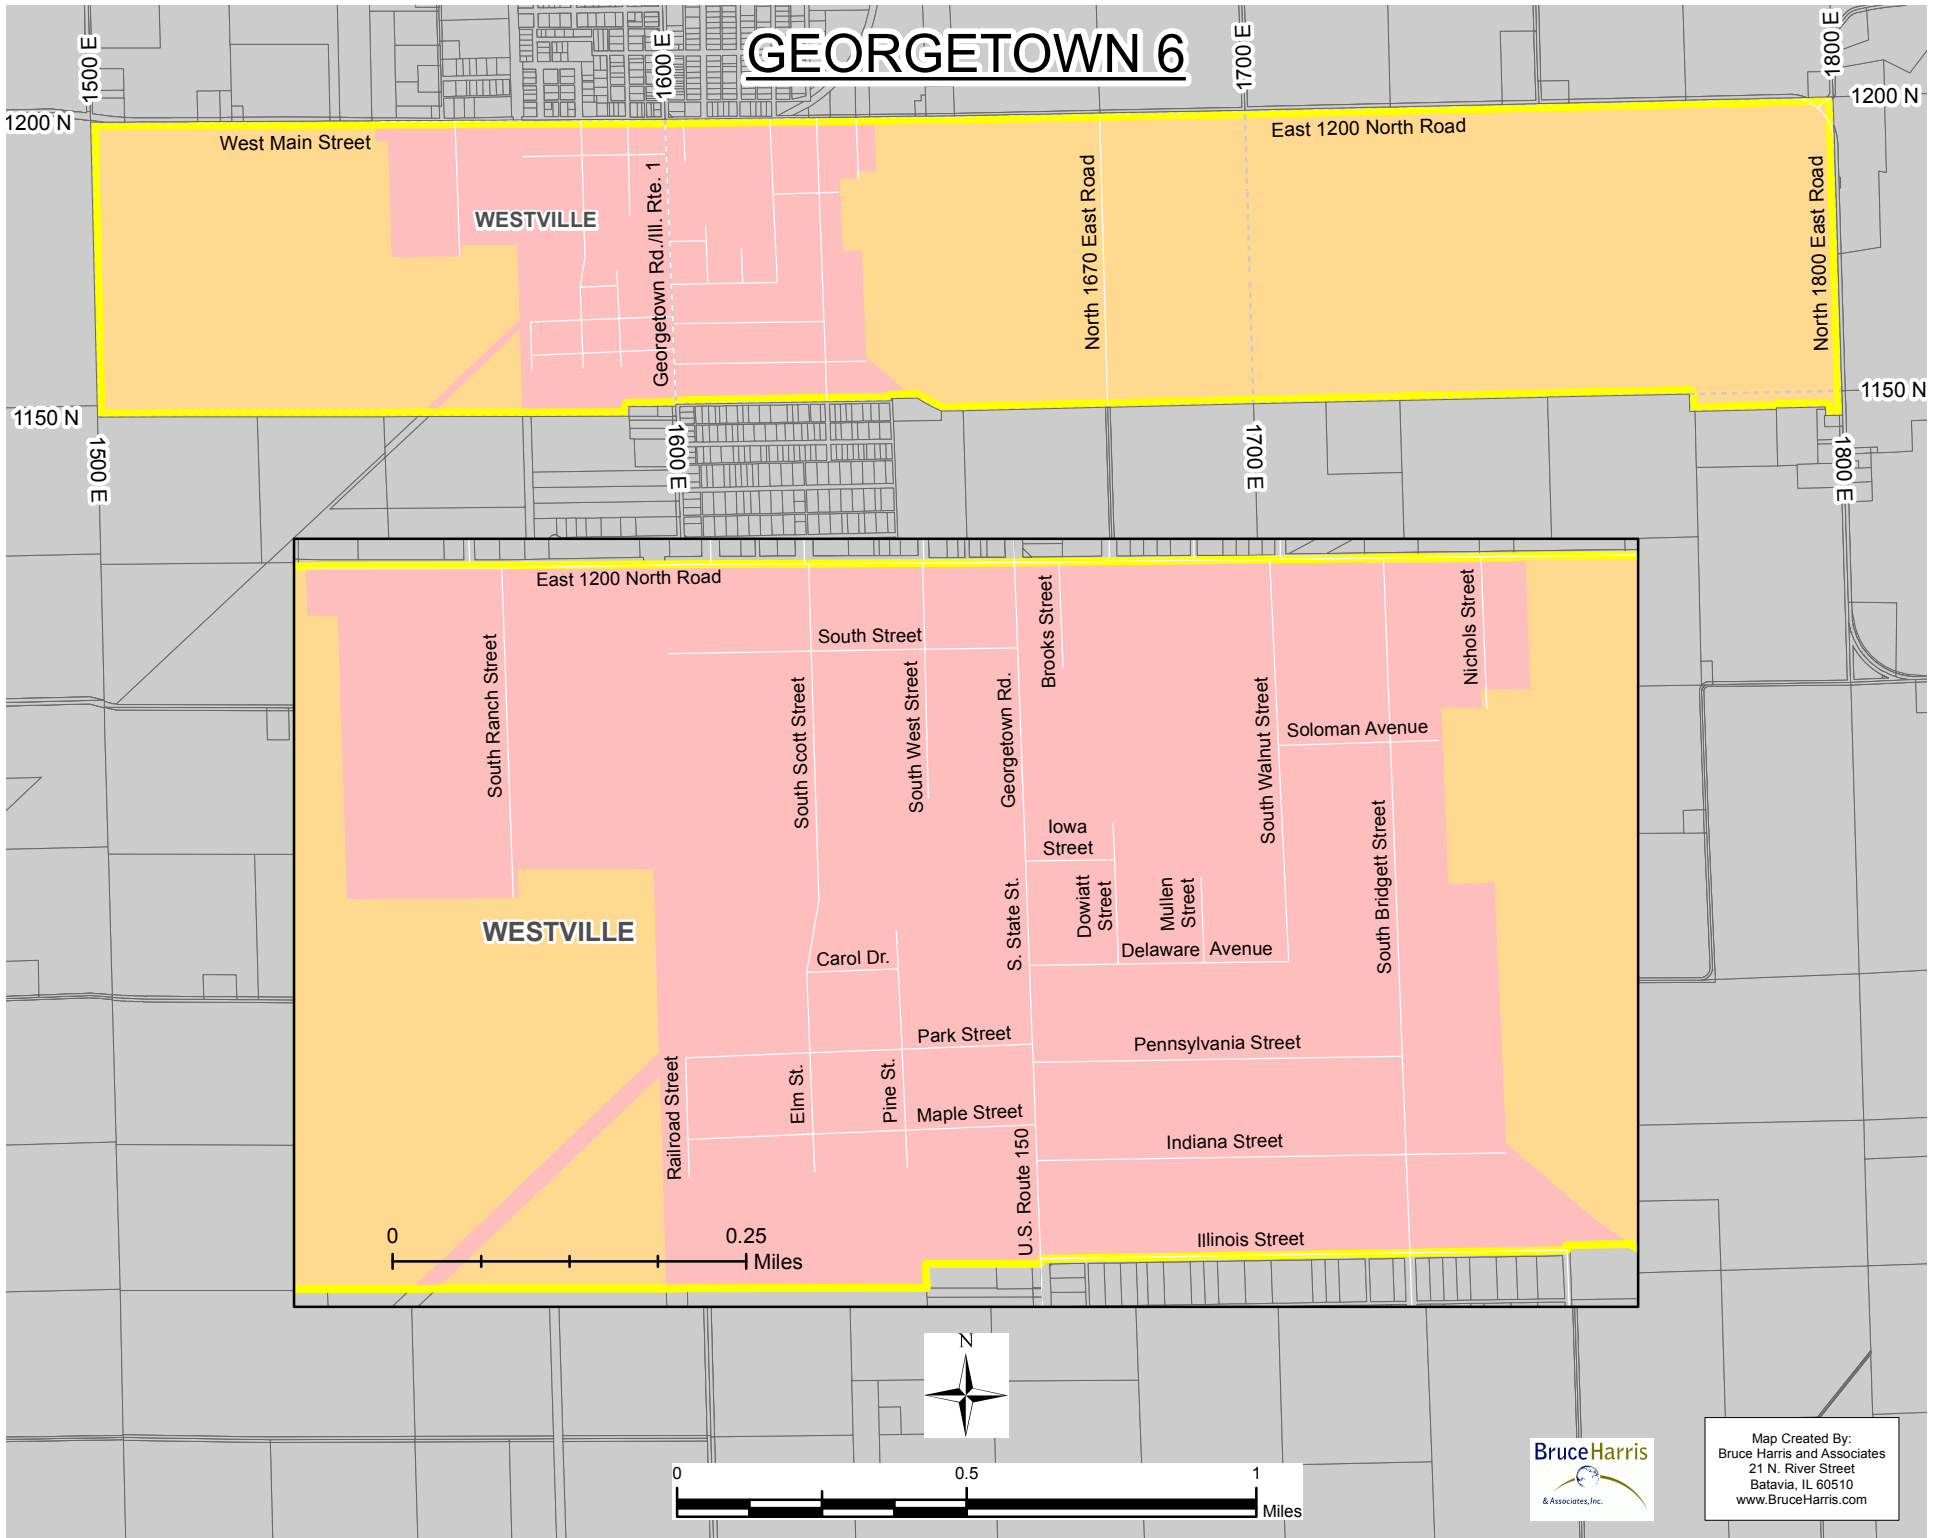 GEORGETOWN 6
1500 E
1600 E
1700 E
1800 E
1200 N
1200 N
West Main Street
East 1200 North Road
WESTVILLE
Georgetown Rd./Ill. Rte. 1
North 1670 East Road
North 1800 East Road
1150 N
1150 N
1500 E
1600 E
1700 E
1800 E
East 1200 North Road
South Ranch Street
South Street
South Scott Street
South West Street
Georgetown Rd.
Brooks Street
Nichols Street
South Walnut Street
Soloman Avenue
South Bridgett Street
Iowa
Street
Dowiatt
Street
Mullen
Street
S. State St.
WESTVILLE
Carol Dr.
Delaware Avenue
Park Street
Pennsylvania Street
Railroad Street
Elm St.
Pine St.
Maple Street
Indiana Street
U.S. Route 150
Illinois Street
0 0.25
Miles
N
0 0.5 1
Miles
BruceHarris
& Associates, Inc.
Map Created By:
Bruce Harris and Associates
21 N. River Street
Batavia, IL 60510
www.BruceHarris.com